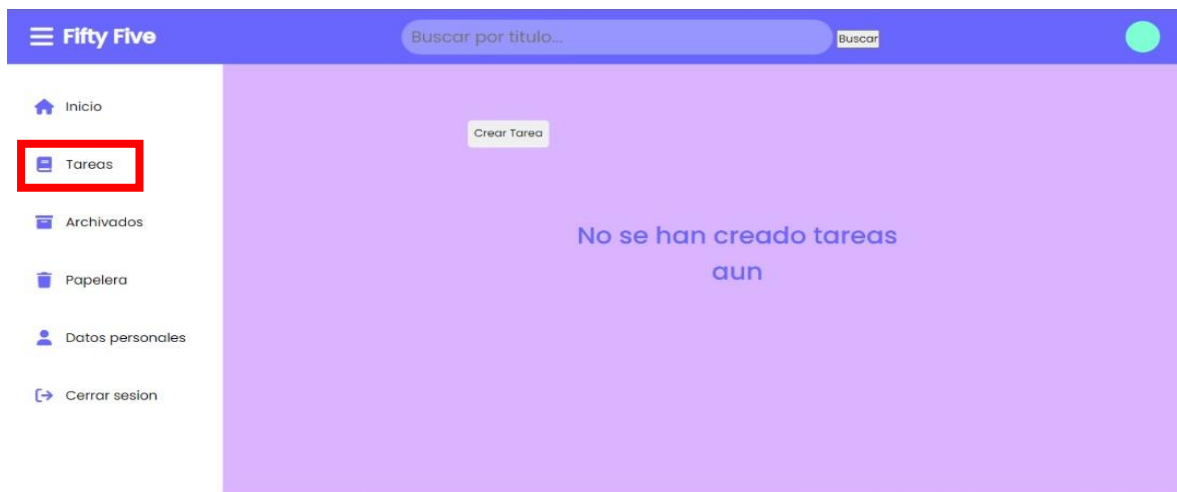 Fifty Five
Buscar por titulo...
Buscar
Inicio
Tareas
Archivados
Papelera
Datos personales
Cerrar sesion
Crear Tarea
No se han creado tareas
aun